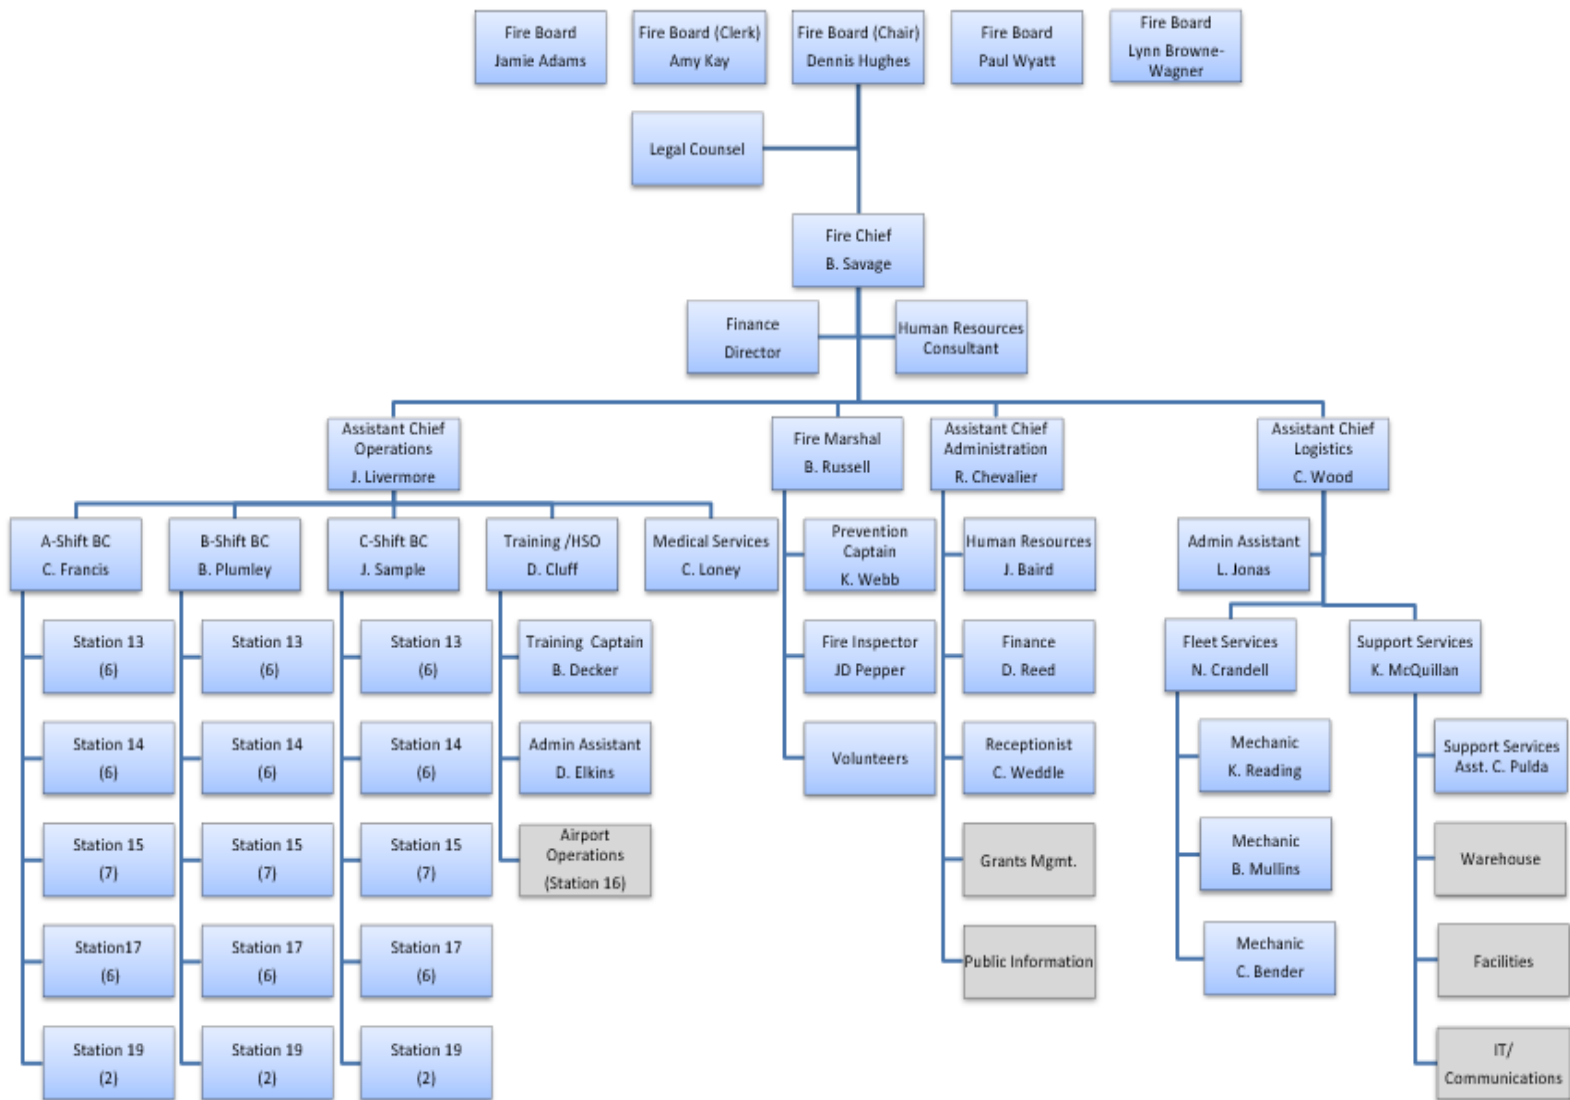 Fire Board
Jamie Adams
Fire Board (Clerk)
Amy Kay
Fire Board (Chair)
Dennis Hughes
Fire Board
Paul Wyatt
Fire Board
Lynn Browne-
Wagner
Legal Counsel
Fire Chief
B. Savage
Finance
Director
Human Resources
Consultant
Assistant Chief
Operations
J. Livermore
Fire Marshal
B. Russell
Assistant Chief
Administration
R. Chevalier
Assistant Chief
Logistics
C. Wood
A-Shift BC
C. Francis
B-Shift BC
B. Plumley
C-Shift BC
J. Sample
Training /HSO
D. Cluff
Medical Services
C. Loney
Prevention
Captain
K. Webb
Human Resources
J. Baird
Admin Assistant
L. Jonas
Station 13
(6)
Station 13
(6)
Station 13
(6)
Training Captain
B. Decker
Fire Inspector
JD Pepper
Finance
D. Reed
Fleet Services
N. Crandell
Support Services
K. McQuillan
Station 14
(6)
Station 14
(6)
Station 14
(6)
Admin Assistant
D. Elkins
Volunteers
Receptionist
C. Weddle
Mechanic
K. Reading
Support Services
Asst. C. Pulda
Station 15
(7)
Station 15
(7)
Station 15
(7)
Airport
Operations
(Station 16)
Grants Mgmt.
Mechanic
B. Mullins
Warehouse
Station17
(6)
Station 17
(6)
Station 17
(6)
Public Information
Mechanic
C. Bender
Facilities
Station 19
(2)
Station 19
(2)
Station 19
(2)
IT/
Communications